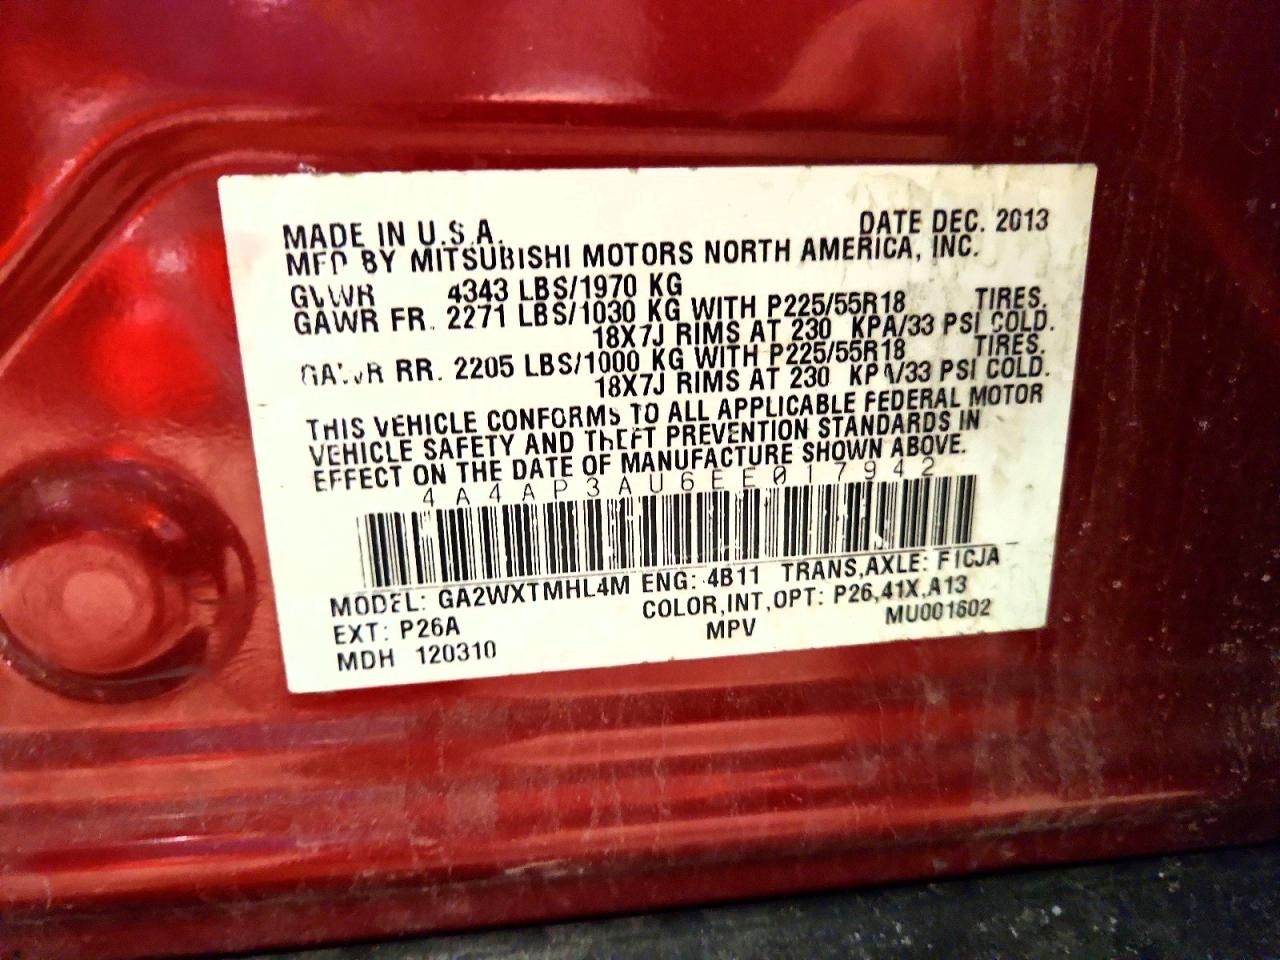 MADE IN U.S.A. DATE DEC. 2013
MFD BY MITSUBISHI MOTORS NORTH AMERICA, INC.
GVWR 4343 LBS/1970 KG
GAWR FR. 2271 LBS/1030 KG WITH P225/55R18 TIRES.
18X7J RIMS AT 230 KPA/33 PSI COLD.
GAWR RR. 2205 LBS/1000 KG WITH P225/55R18 TIRES.
18X7J RIMS AT 230 KPA/33 PSI COLD.
THIS VEHICLE CONFORMS TO ALL APPLICABLE FEDERAL MOTOR
VEHICLE SAFETY AND THEFT PREVENTION STANDARDS IN
EFFECT ON THE DATE OF MANUFACTURE SHOWN ABOVE.
4A4AP3AU6EE017942
MODEL: GA2WXTMHL4M ENG: 4B11 TRANS,AXLE: F1CJA
EXT: P26A COLOR,INT,OPT: P26,41X,A13
MDH 120310 MPV MU001602